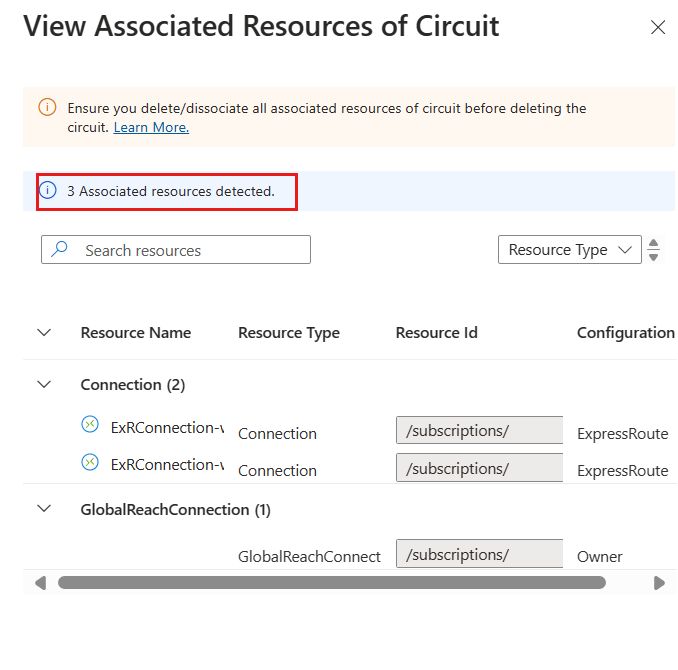 View Associated Resources of Circuit
Ensure you delete/dissociate all associated resources of circuit before deleting the
circuit. Learn More.
3 Associated resources detected.
Search resources
Resource Type
Resource Name Resource Type Resource Id Configuration
Connection (2)
ExRConnection- Connection /subscriptions/ ExpressRoute
ExRConnection- Connection /subscriptions/ ExpressRoute
GlobalReachConnection (1)
GlobalReachConnect /subscriptions/ Owner